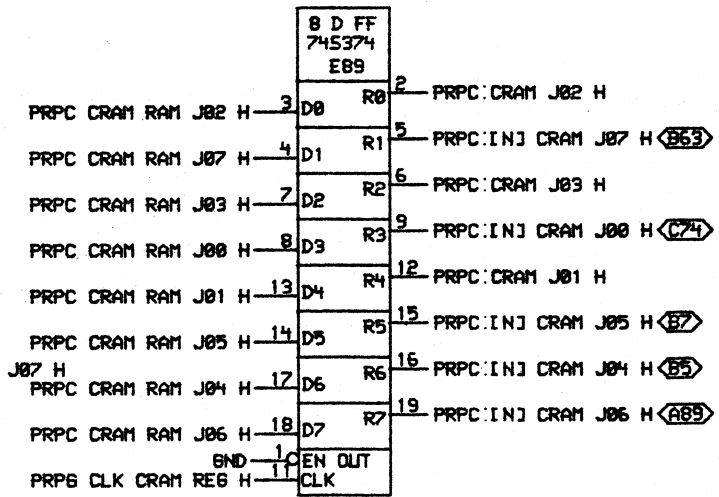 8 D FF
74S374
E89
PRPC CRAM RAM J02 H 3 D0 R0 2 PRPC CRAM J02 H
PRPC CRAM RAM J07 H 4 D1 R1 5 PRPC [N] CRAM J07 H B63
PRPC CRAM RAM J03 H 7 D2 R2 6 PRPC CRAM J03 H
PRPC CRAM RAM J00 H 8 D3 R3 9 PRPC [N] CRAM J00 H C74
PRPC CRAM RAM J01 H 13 D4 R4 12 PRPC CRAM J01 H
PRPC CRAM RAM J05 H 14 D5 R5 15 PRPC [N] CRAM J05 H B7
J07 H
PRPC CRAM RAM J04 H 17 D6 R6 16 PRPC [N] CRAM J04 H B5
PRPC CRAM RAM J06 H 18 D7 R7 19 PRPC [N] CRAM J06 H A89
GND 1 EN OUT
PRPG CLK CRAM REG H 11 CLK